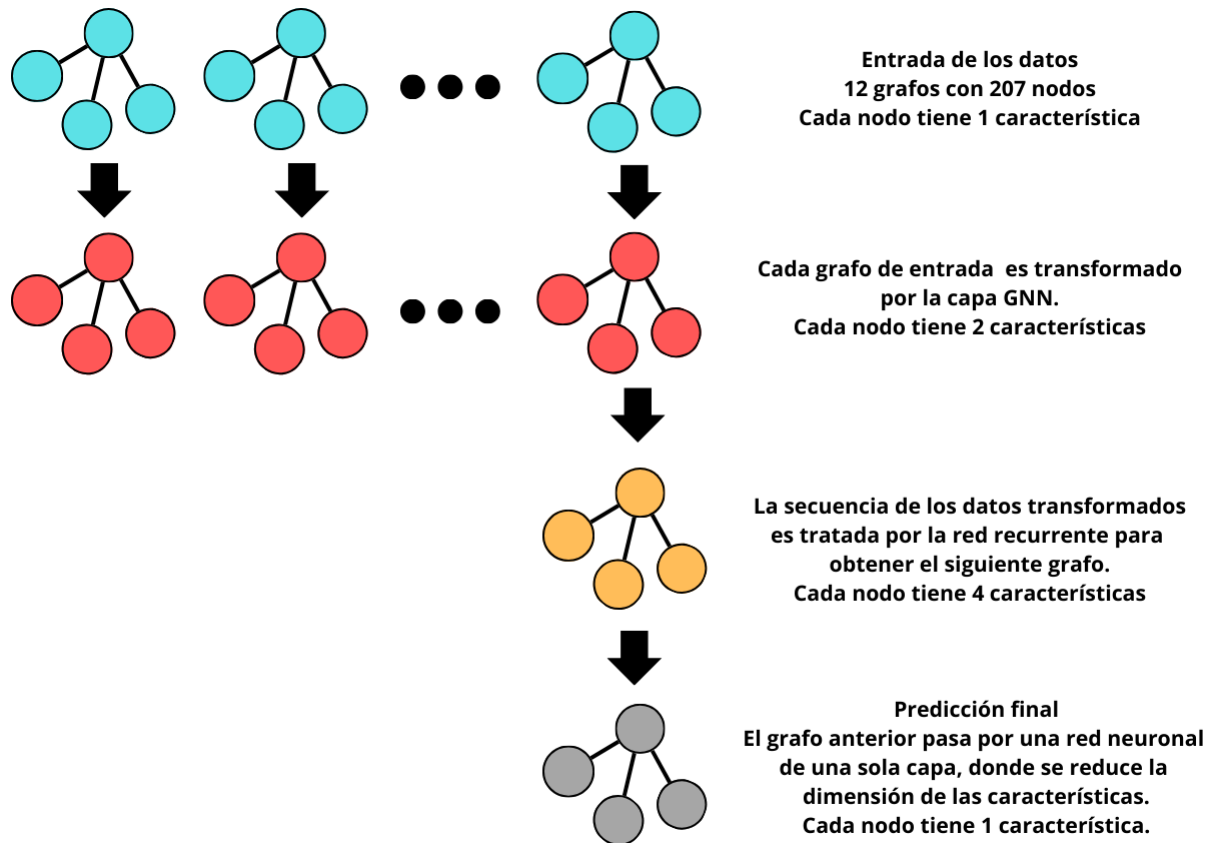 Entrada de los datos
12 grafos con 207 nodos
Cada nodo tiene 1 característica
Cada grafo de entrada es transformado
por la capa GNN.
Cada nodo tiene 2 características
La secuencia de los datos transformados
es tratada por la red recurrente para
obtener el siguiente grafo.
Cada nodo tiene 4 características
Predicción final
El grafo anterior pasa por una red neuronal
de una sola capa, donde se reduce la
dimensión de las características.
Cada nodo tiene 1 característica.